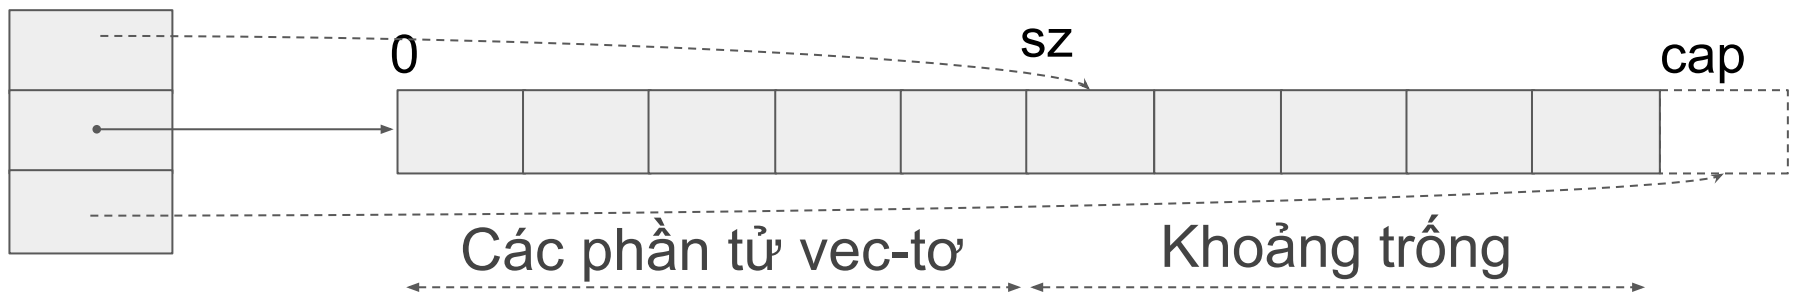 0
sz
cap
Các phần tử vec-tơ
Khoảng trống